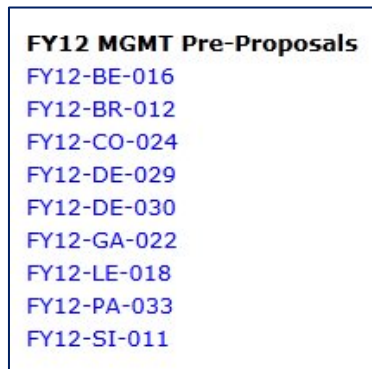 FY12 MGMT Pre-Proposals
FY12-BE-016
FY12-BR-012
FY12-CO-024
FY12-DE-029
FY12-DE-030
FY12-GA-022
FY12-LE-018
FY12-PA-033
FY12-SI-011